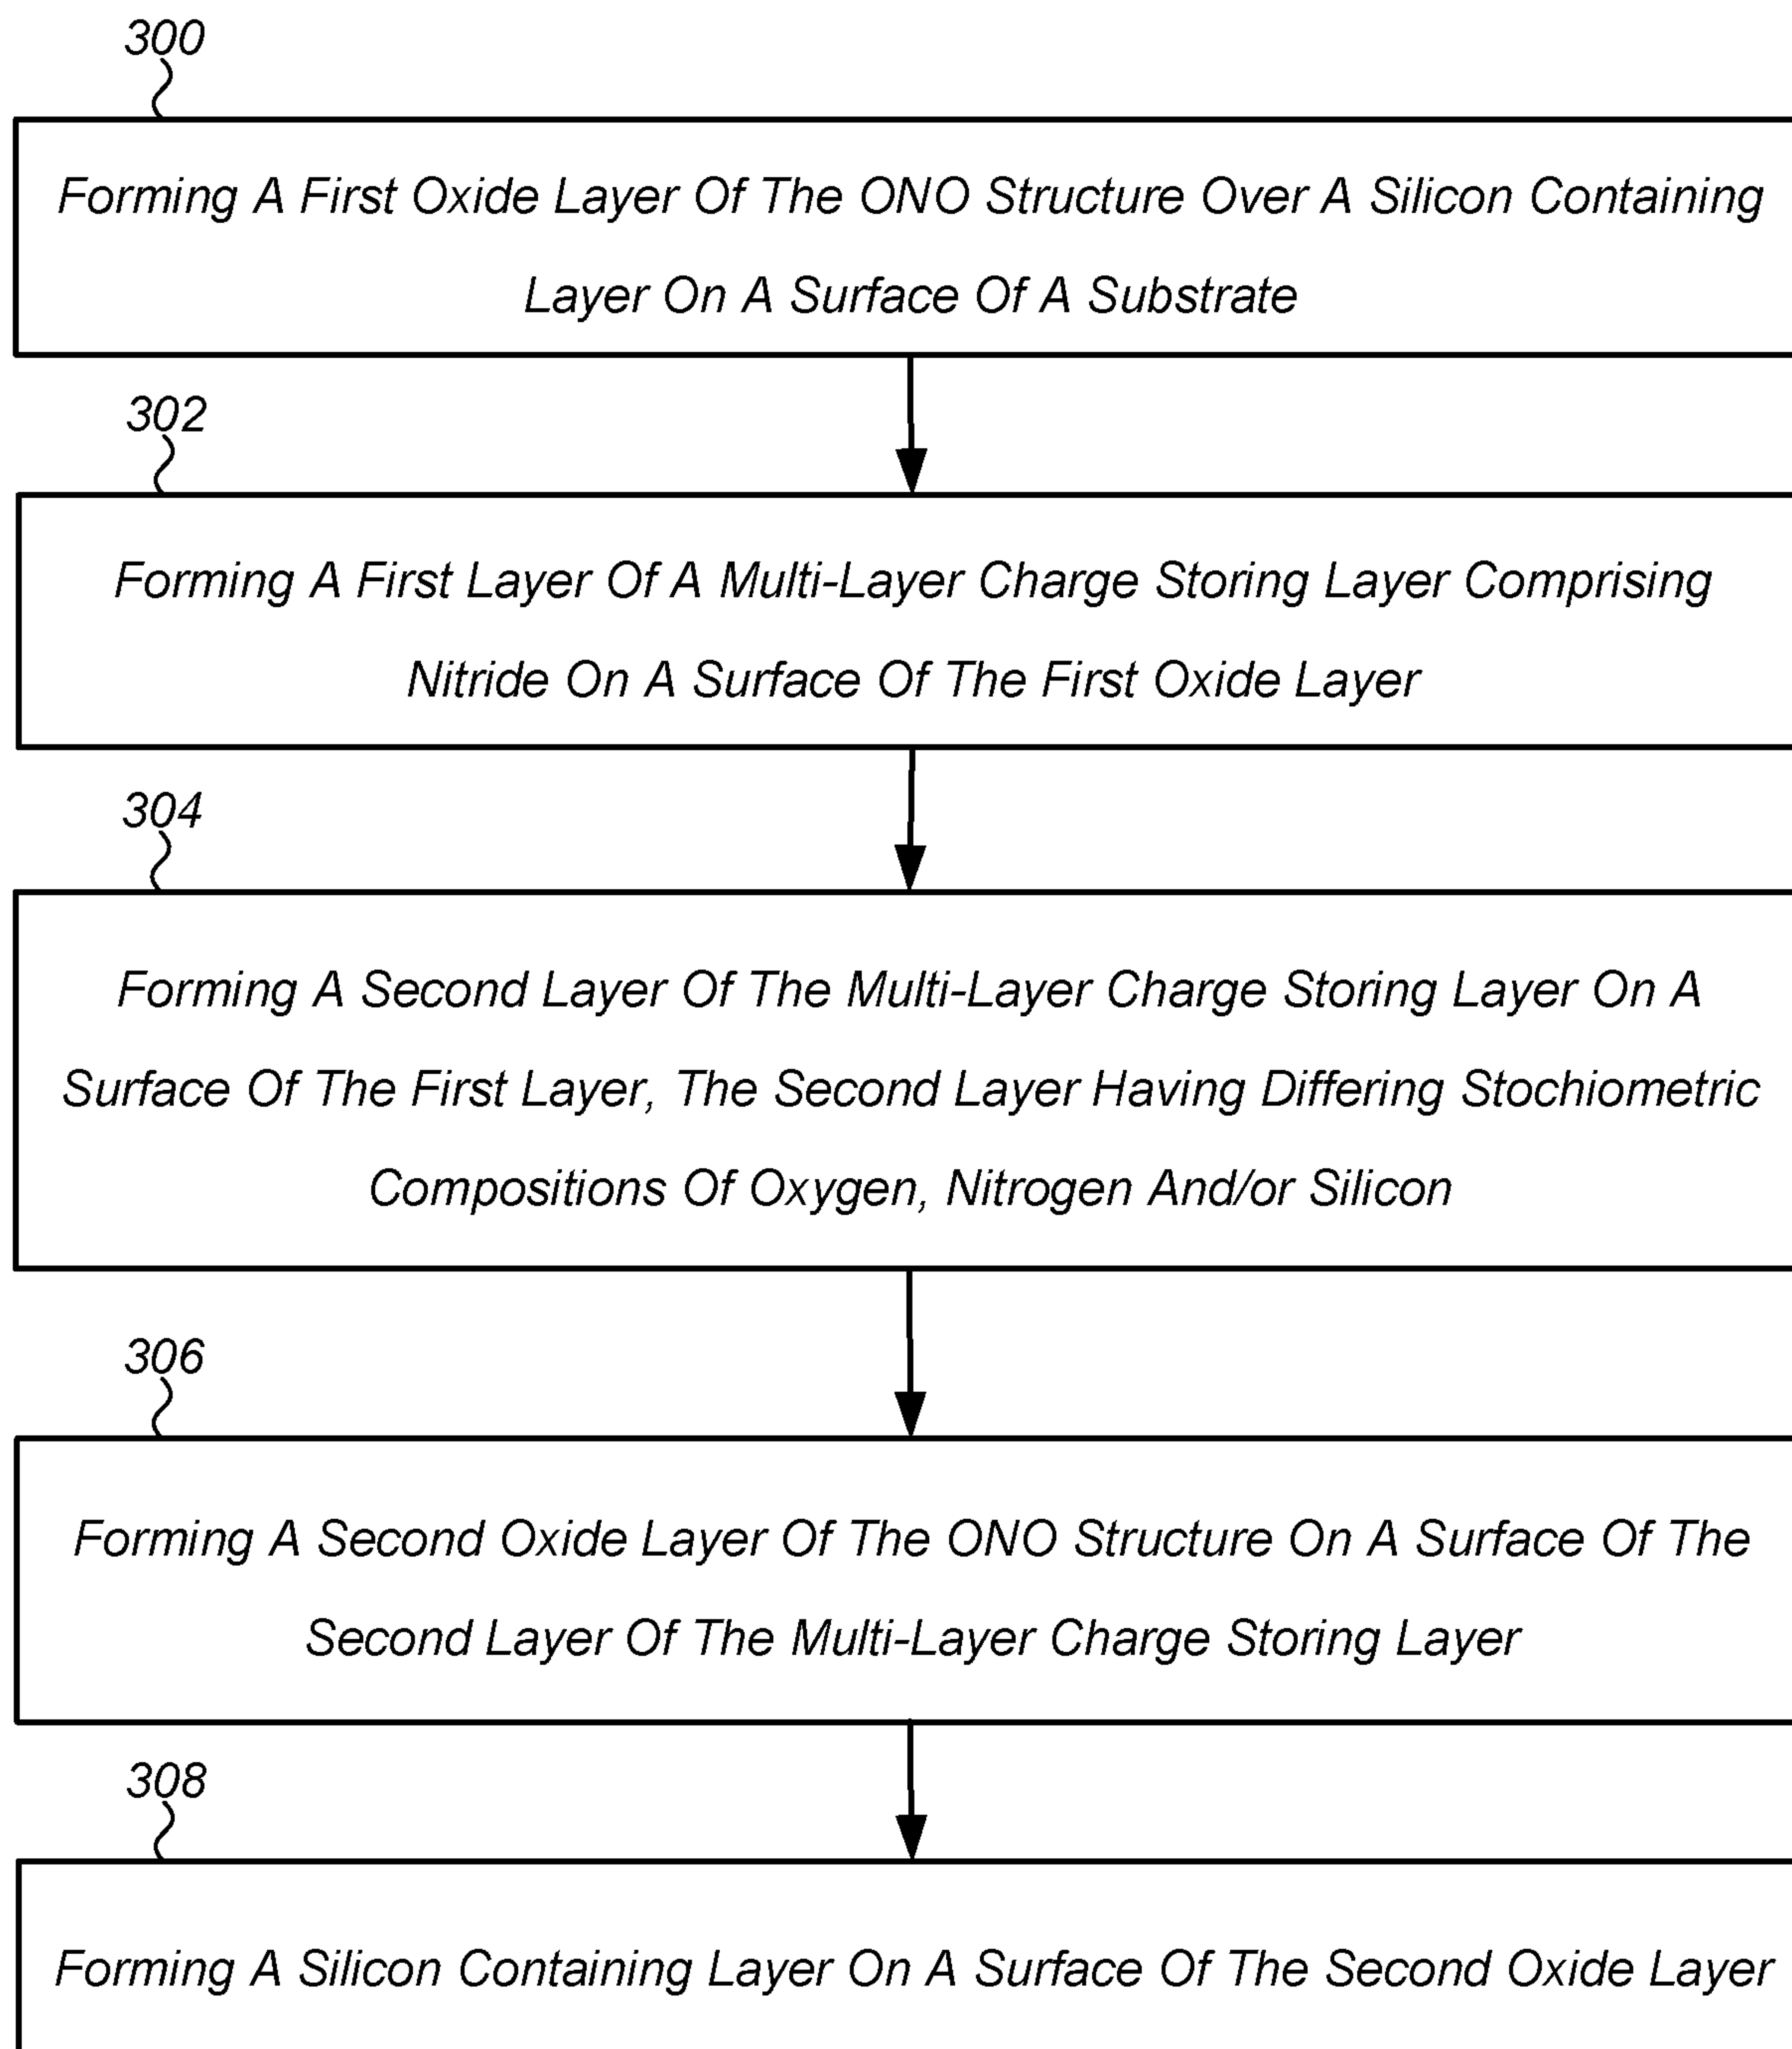 300
Forming A First Oxide Layer Of The ONO Structure Over A Silicon Containing
Layer On A Surface Of A Substrate
302
Forming A First Layer Of A Multi-Layer Charge Storing Layer Comprising
Nitride On A Surface Of The First Oxide Layer
304
Forming A Second Layer Of The Multi-Layer Charge Storing Layer On A
Surface Of The First Layer, The Second Layer Having Differing Stochiometric
Compositions Of Oxygen, Nitrogen And/or Silicon
306
Forming A Second Oxide Layer Of The ONO Structure On A Surface Of The
Second Layer Of The Multi-Layer Charge Storing Layer
308
Forming A Silicon Containing Layer On A Surface Of The Second Oxide Layer